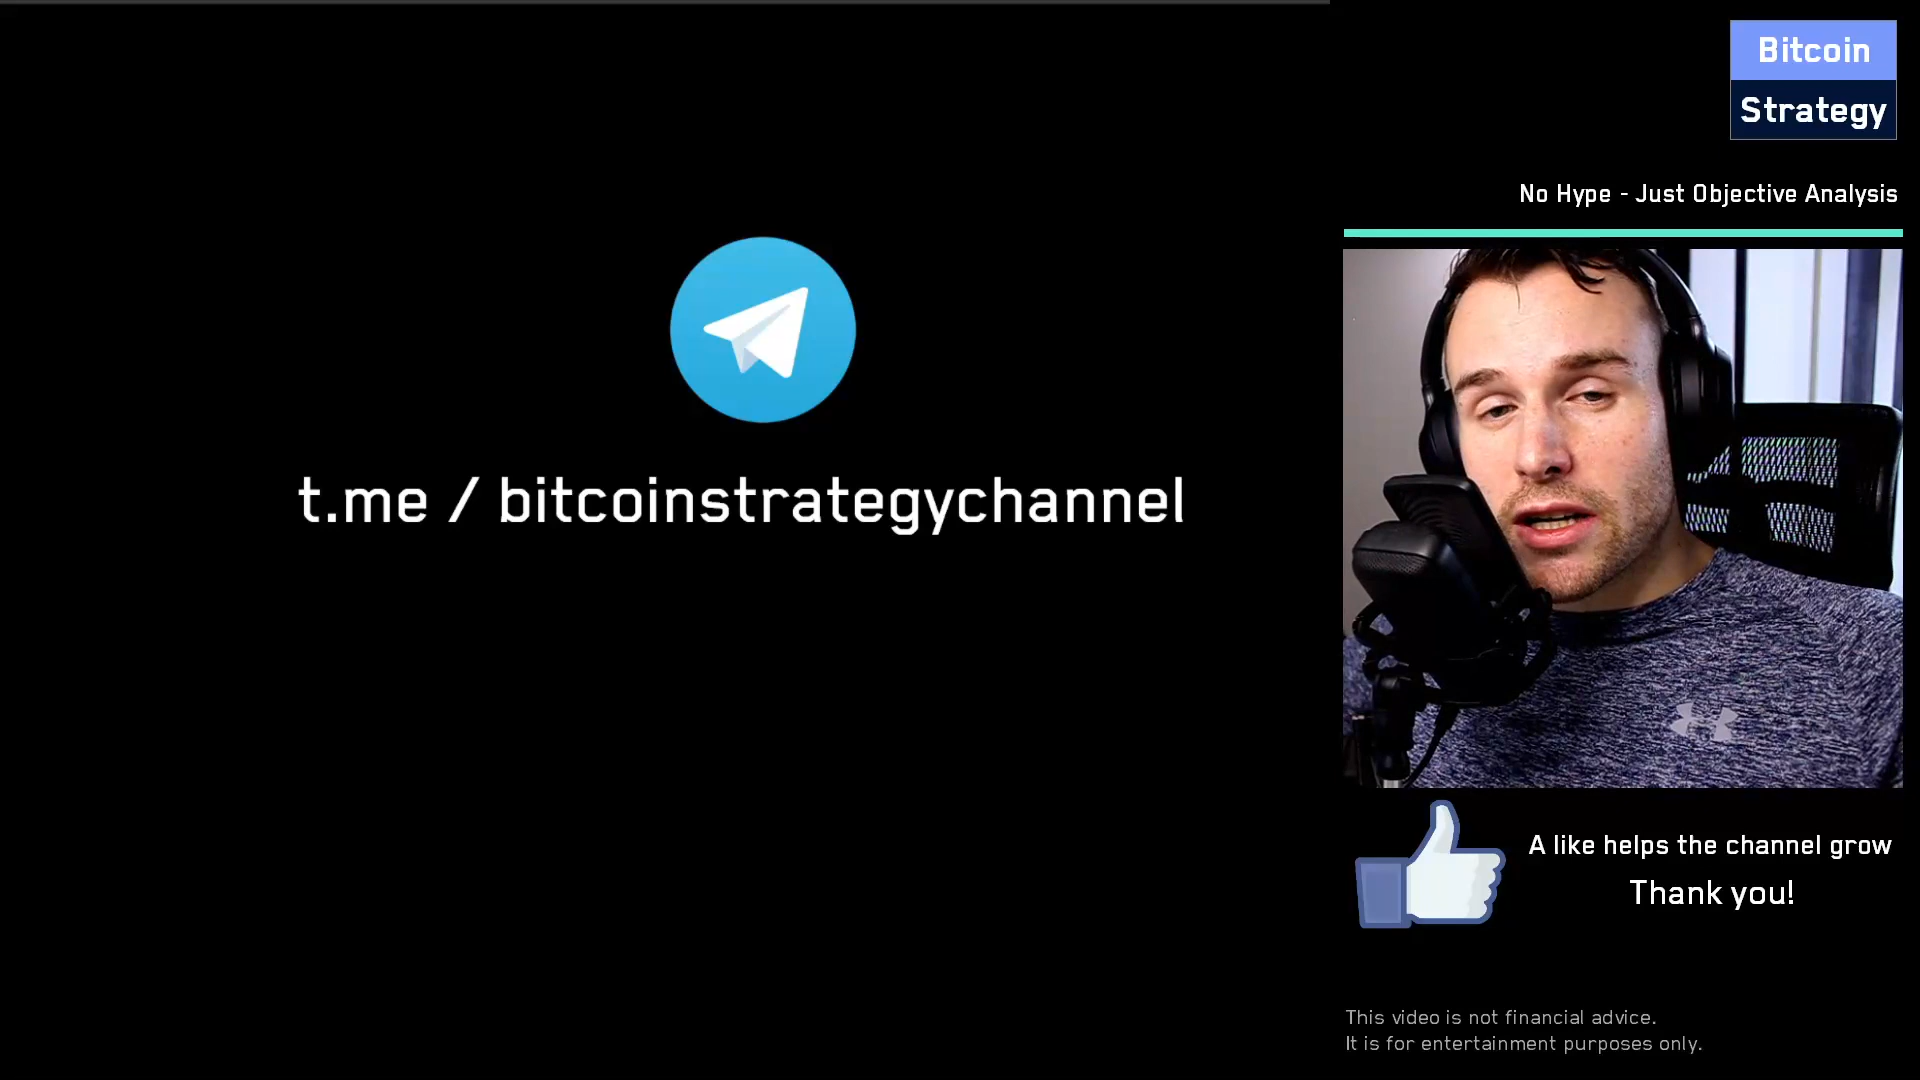 Bitcoin
Strategy
No Hype - Just Objective Analysis
t.me / bitcoinstrategychannel
A like helps the channel grow
Thank you!
This video is not financial advice.
It is for entertainment purposes only.